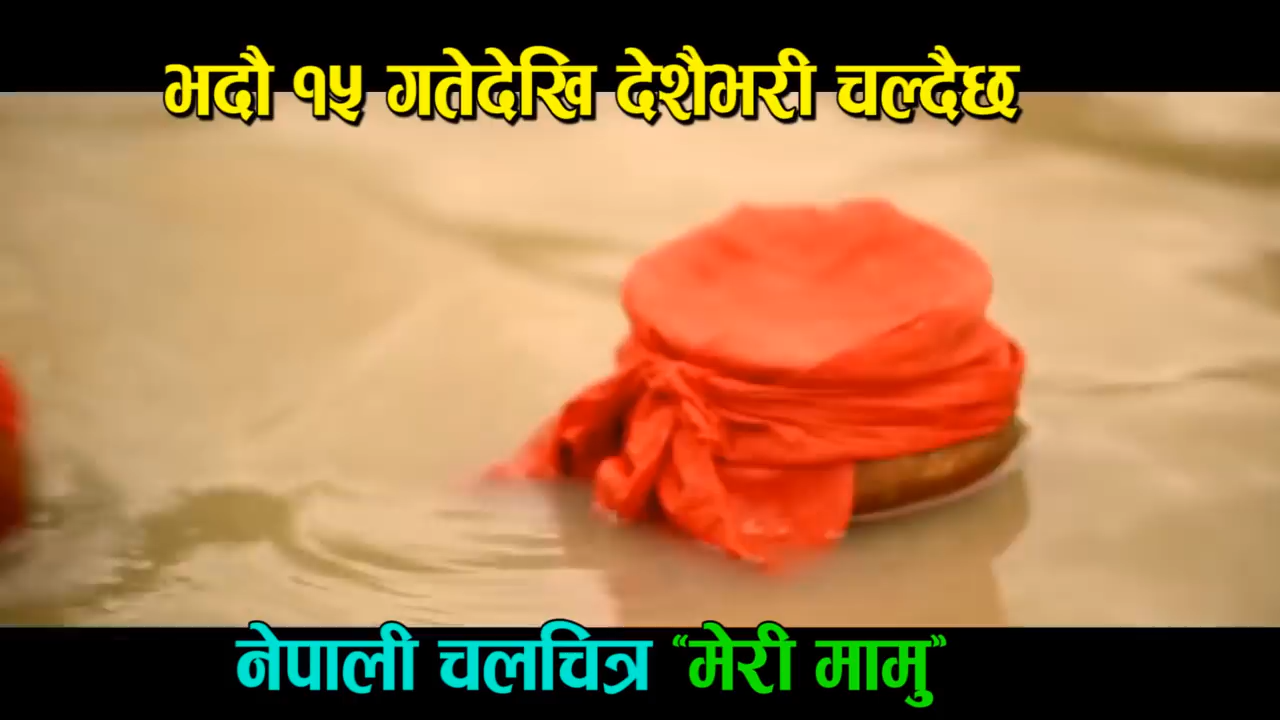 भदौ १५ गतेदेखि देशैभरी चल्दैछ
नेपाली चलचित्र “मेरी मामु”